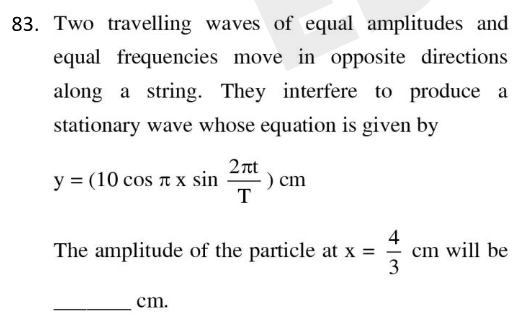 83. Two travelling waves of equal amplitudes and
equal frequencies move in opposite directions
along a string. They interfere to produce a
stationary wave whose equation is given by
y = (10 cos π x sin 2πt/T ) cm
The amplitude of the particle at x = 4/3 cm will be
_______ cm.